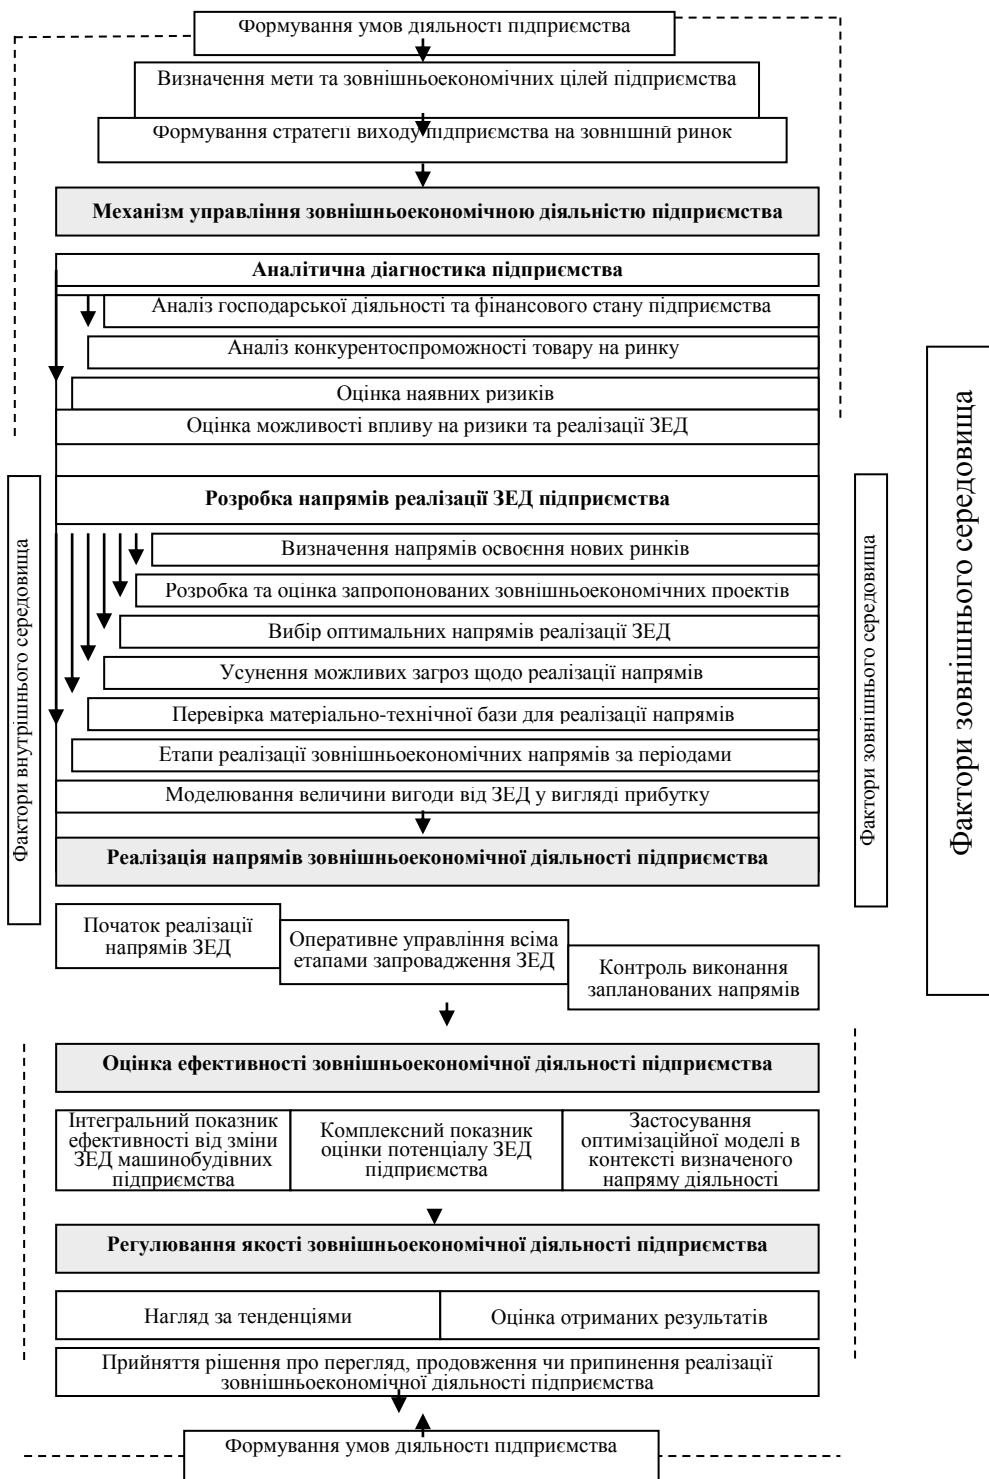 Формування умов діяльності підприємства
Визначення мети та зовнішньоекономічних цілей підприємства
Формування стратегії виходу підприємства на зовнішній ринок
Механізм управління зовнішньоекономічною діяльністю підприємства
Аналітична діагностика підприємства
Аналіз господарської діяльності та фінансового стану підприємства
Аналіз конкурентоспроможності товару на ринку
Оцінка наявних ризиків
Оцінка можливості впливу на ризики та реалізації ЗЕД
Розробка напрямів реалізації ЗЕД підприємства
Визначення напрямів освоєння нових ринків
Розробка та оцінка запропонованих зовнішньоекономічних проектів
Вибір оптимальних напрямів реалізації ЗЕД
Усунення можливих загроз щодо реалізації напрямів
Перевірка матеріально-технічної бази для реалізації напрямів
Етапи реалізації зовнішньоекономічних напрямів за періодами
Моделювання величини вигоди від ЗЕД у вигляді прибутку
Реалізація напрямів зовнішньоекономічної діяльності підприємства
Фактори внутрішнього середовища
Фактори зовнішнього середовища
Фактори зовнішнього середовища
Початок реалізації
напрямів ЗЕД
Оперативне управління всіма
етапами запровадження ЗЕД
Контроль виконання
запланованих напрямів
Оцінка ефективності зовнішньоекономічної діяльності підприємства
Інтегральний показник
ефективності від зміни
ЗЕД машинобудівних
підприємства
Комплексний показник
оцінки потенціалу ЗЕД
підприємства
Застосування
оптимізаційної моделі в
контексті визначеного
напряму діяльності
Регулювання якості зовнішньоекономічної діяльності підприємства
Нагляд за тенденціями
Оцінка отриманих результатів
Прийняття рішення про перегляд, продовження чи припинення реалізації
зовнішньоекономічної діяльності підприємства
Формування умов діяльності підприємства